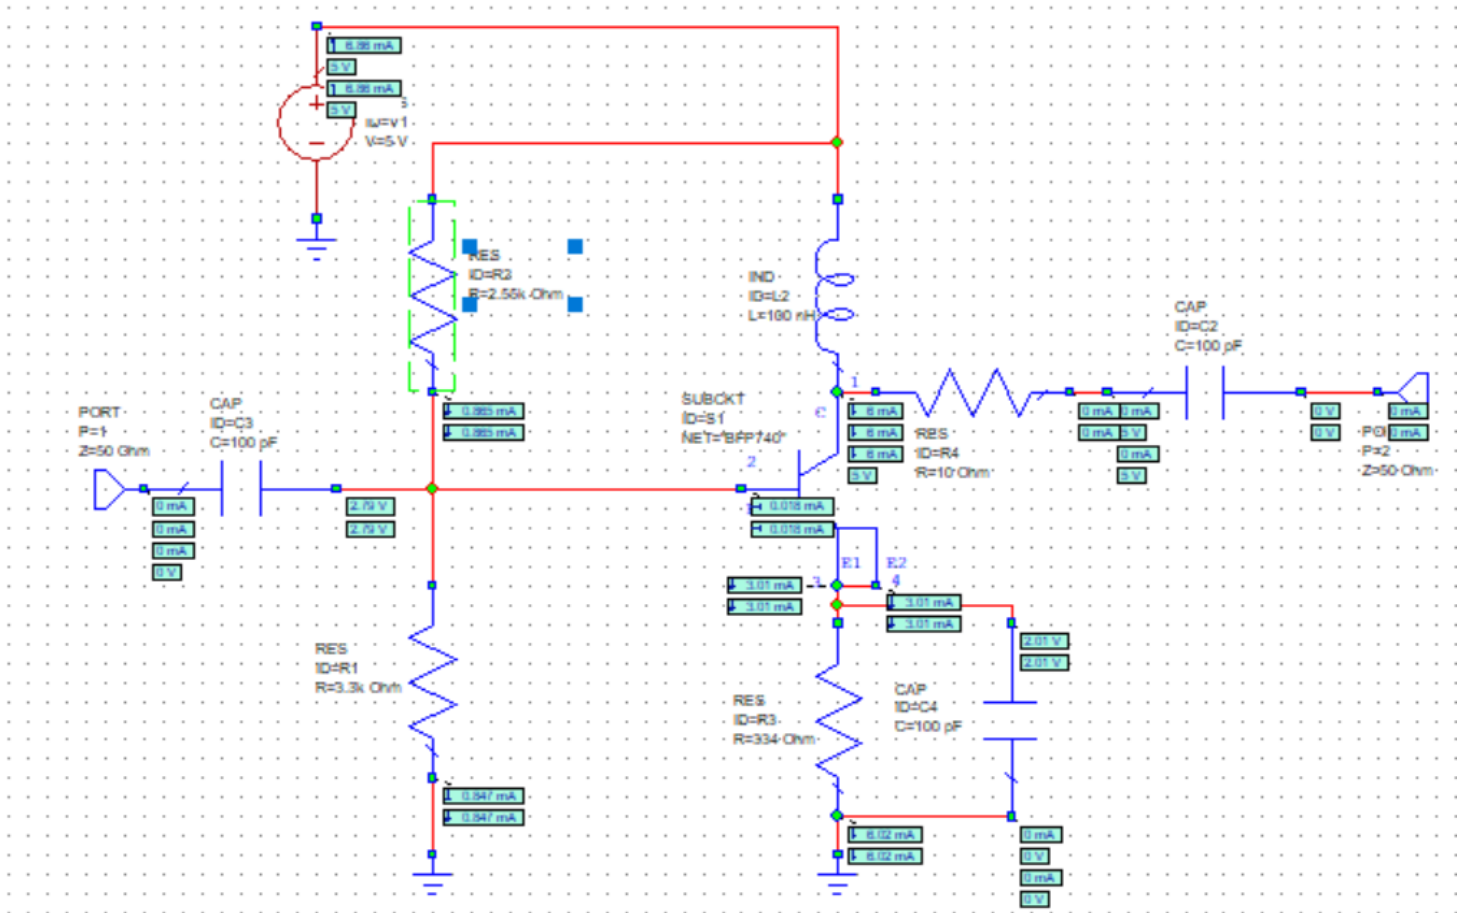 6.86 mA
5 V
6.86 mA
5 V
V=5 V
RES
ID=R2
R=2.55k Ohm
IND
ID=L2
L=100 nH
CAP
ID=C2
C=100 pF
PORT
P=1
Z=50 Ohm
CAP
ID=C3
C=100 pF
0.865 mA
0.865 mA
SUBCKT
ID=S1
NET="BFP740"
1
C
2
6 mA
6 mA
6 mA
5 V
RES
ID=R4
R=10 Ohm
0 mA
0 mA
0 mA
5 V
0 mA
5 V
0 V
0 V
0 mA
0 mA
P=2
Z=50 Ohm
0 mA
0 mA
0 mA
0 V
2.79 V
2.79 V
0.018 mA
0.018 mA
E1
E2
3
4
3.01 mA
3.01 mA
3.01 mA
3.01 mA
2.01 V
2.01 V
RES
ID=R1
R=3.3k Ohm
RES
ID=R3
R=334 Ohm
CAP
ID=C4
C=100 pF
0.847 mA
0.847 mA
6.02 mA
6.02 mA
0 mA
0 V
0 mA
0 V